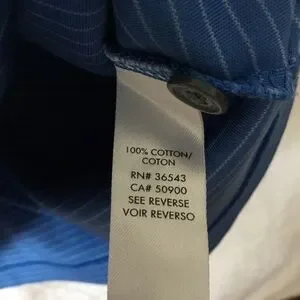 100% COTTON/
COTON
RN# 36543
CA# 50900
SEE REVERSE
VOIR REVERSO